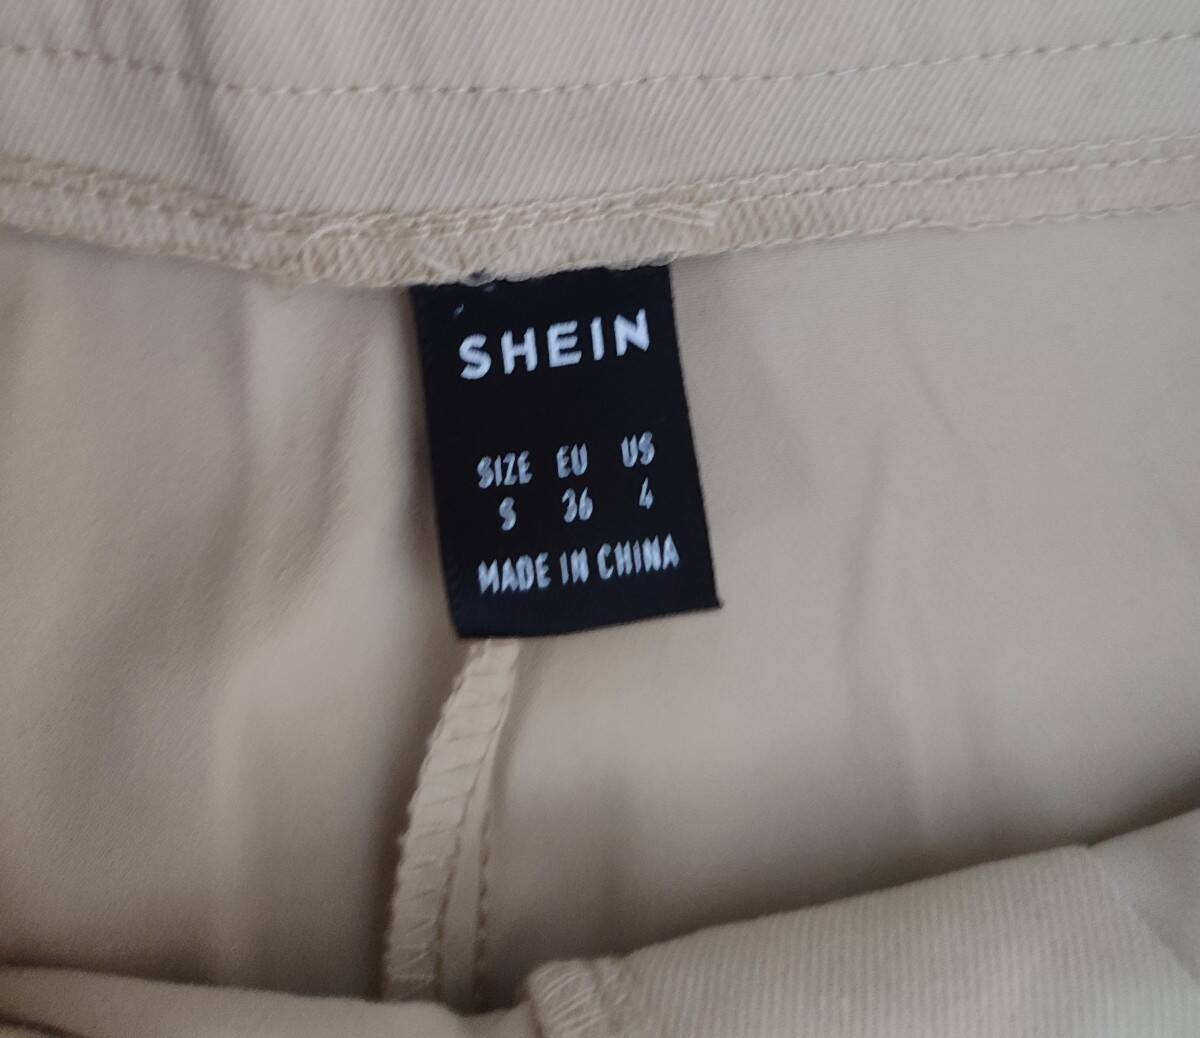 SHEIN
SIZE EU US
S 36 4
MADE IN CHINA